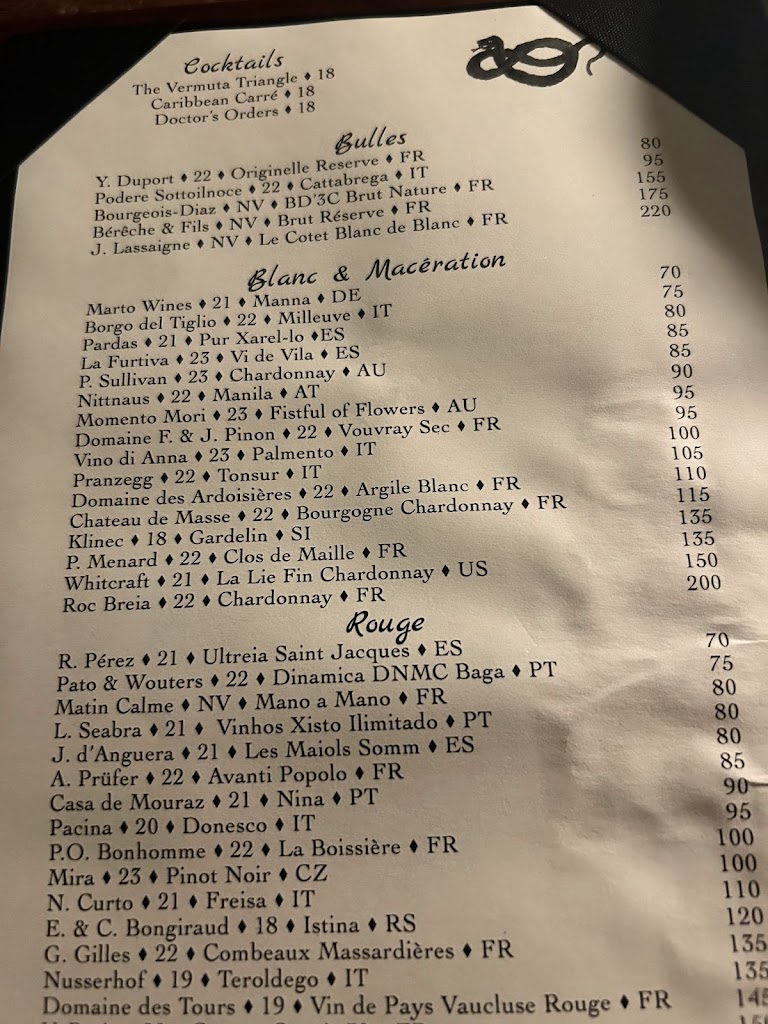 Cocktails
The Vermuta Triangle ♦ 18
Caribbean Carré ♦ 18
Doctor's Orders ♦ 18
Bulles
Y. Duport ♦ 22 ♦ Originelle Reserve ♦ FR 80
Podere Sottoilnoce ♦ 22 ♦ Cattabrega ♦ IT 95
Bourgeois-Diaz ♦ NV ♦ BD'3C Brut Nature ♦ FR 155
Bérêche & Fils ♦ NV ♦ Brut Réserve ♦ FR 175
J. Lassaigne ♦ NV ♦ Le Cotet Blanc de Blanc ♦ FR 220
Blanc & Macération
Marto Wines ♦ 21 ♦ Manna ♦ DE 70
Borgo del Tiglio ♦ 22 ♦ Milleuve ♦ IT 75
Pardas ♦ 21 ♦ Pur Xarel-lo ♦ES 80
La Furtiva ♦ 23 ♦ Vi de Vila ♦ ES 85
P. Sullivan ♦ 23 ♦ Chardonnay ♦ AU 85
Nittnaus ♦ 22 ♦ Manila ♦ AT 90
Momento Mori ♦ 23 ♦ Fistful of Flowers ♦ AU 95
Domaine F. & J. Pinon ♦ 22 ♦ Vouvray Sec ♦ FR 95
Vino di Anna ♦ 23 ♦ Palmento ♦ IT 100
Pranzegg ♦ 22 ♦ Tonsur ♦ IT 105
Domaine des Ardoisières ♦ 22 ♦ Argile Blanc ♦ FR 110
Chateau de Masse ♦ 22 ♦ Bourgogne Chardonnay ♦ FR 115
Klinec ♦ 18 ♦ Gardelin ♦ SI 135
P. Menard ♦ 22 ♦ Clos de Maille ♦ FR 135
Whitcraft ♦ 21 ♦ La Lie Fin Chardonnay ♦ US 150
Roc Breia ♦ 22 ♦ Chardonnay ♦ FR 200
Rouge
R. Pérez ♦ 21 ♦ Ultreia Saint Jacques ♦ ES 70
Pato & Wouters ♦ 22 ♦ Dinamica DNMC Baga ♦ PT 75
Matin Calme ♦ NV ♦ Mano a Mano ♦ FR 80
L. Seabra ♦ 21 ♦ Vinhos Xisto Ilimitado ♦ PT 80
J. d'Anguera ♦ 21 ♦ Les Maiols Somm ♦ ES 80
A. Prüfer ♦ 22 ♦ Avanti Popolo ♦ FR 85
Casa de Mouraz ♦ 21 ♦ Nina ♦ PT 90
Pacina ♦ 20 ♦ Donesco ♦ IT 95
P.O. Bonhomme ♦ 22 ♦ La Boissière ♦ FR 100
Mira ♦ 23 ♦ Pinot Noir ♦ CZ 100
N. Curto ♦ 21 ♦ Freisa ♦ IT 110
E. & C. Bongiraud ♦ 18 ♦ Istina ♦ RS 120
G. Gilles ♦ 22 ♦ Combeaux Massardières ♦ FR 135
Nusserhof ♦ 19 ♦ Teroldego ♦ IT 135
Domaine des Tours ♦ 19 ♦ Vin de Pays Vaucluse Rouge ♦ FR 145